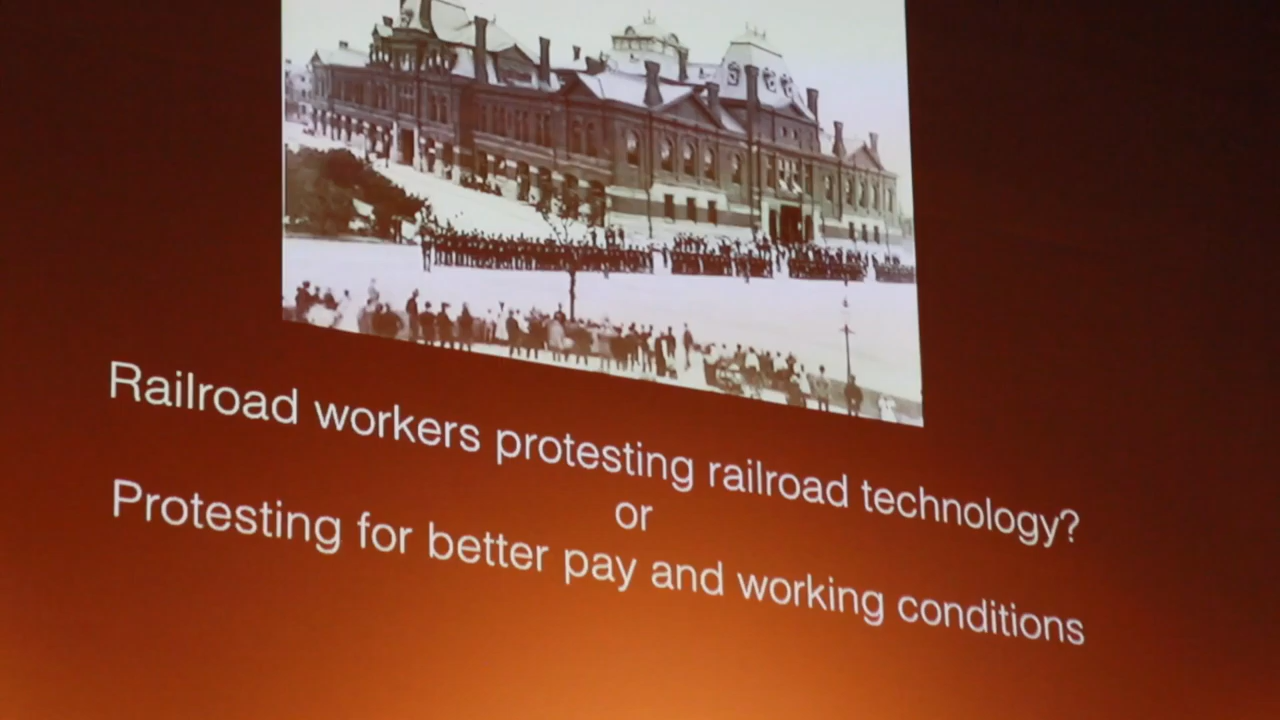 Railroad workers protesting railroad technology?
or
Protesting for better pay and working conditions